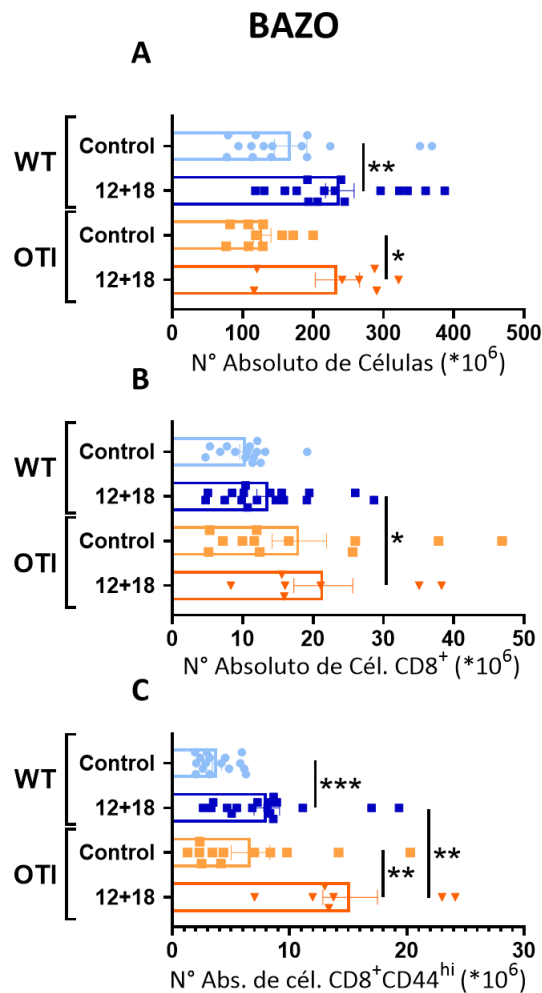 BAZO
A
WT
Control
12+18
**
OTI
Control
12+18
*
0 100 200 300 400 500
N° Absoluto de Células (*10⁶)
B
WT
Control
12+18
OTI
Control
12+18
*
0 10 20 30 40 50
N° Absoluto de Cél. CD8⁺ (*10⁶)
C
WT
Control
12+18
***
OTI
Control
12+18
**
**
0 10 20 30
N° Abs. de cél. CD8⁺CD44ʰⁱ (*10⁶)